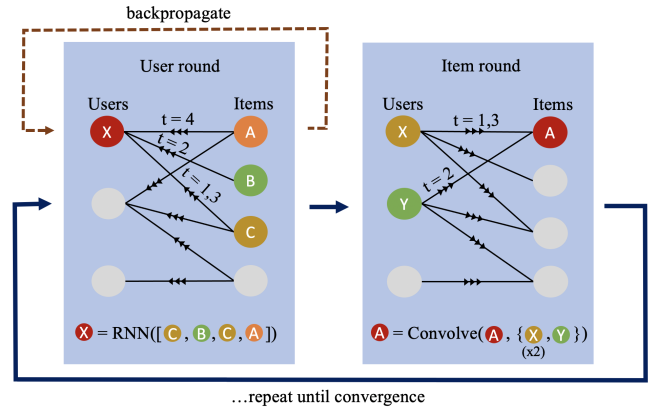 backpropagate
User round
Users
Items
X
t = 4
A
t = 2
B
t = 1,3
C
X = RNN([ C , B , C , A ])
Item round
Users
Items
X
t = 1,3
A
t = 2
Y
A = Convolve( A , { X , Y })
(x2)
...repeat until convergence